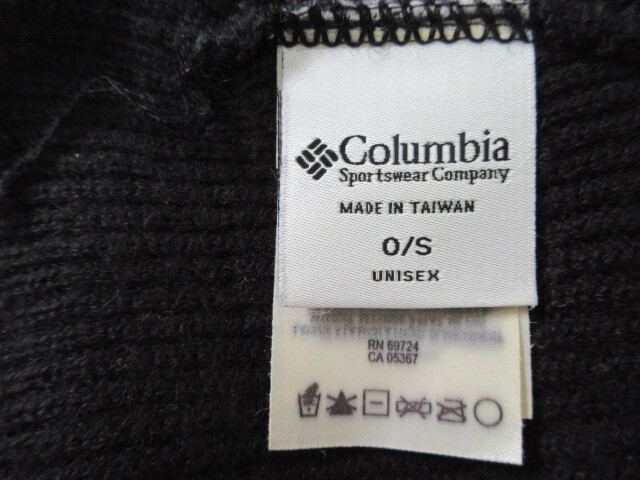 Columbia
Sportswear Company
MADE IN TAIWAN
O/S
UNISEX
RN 69724
CA 05367